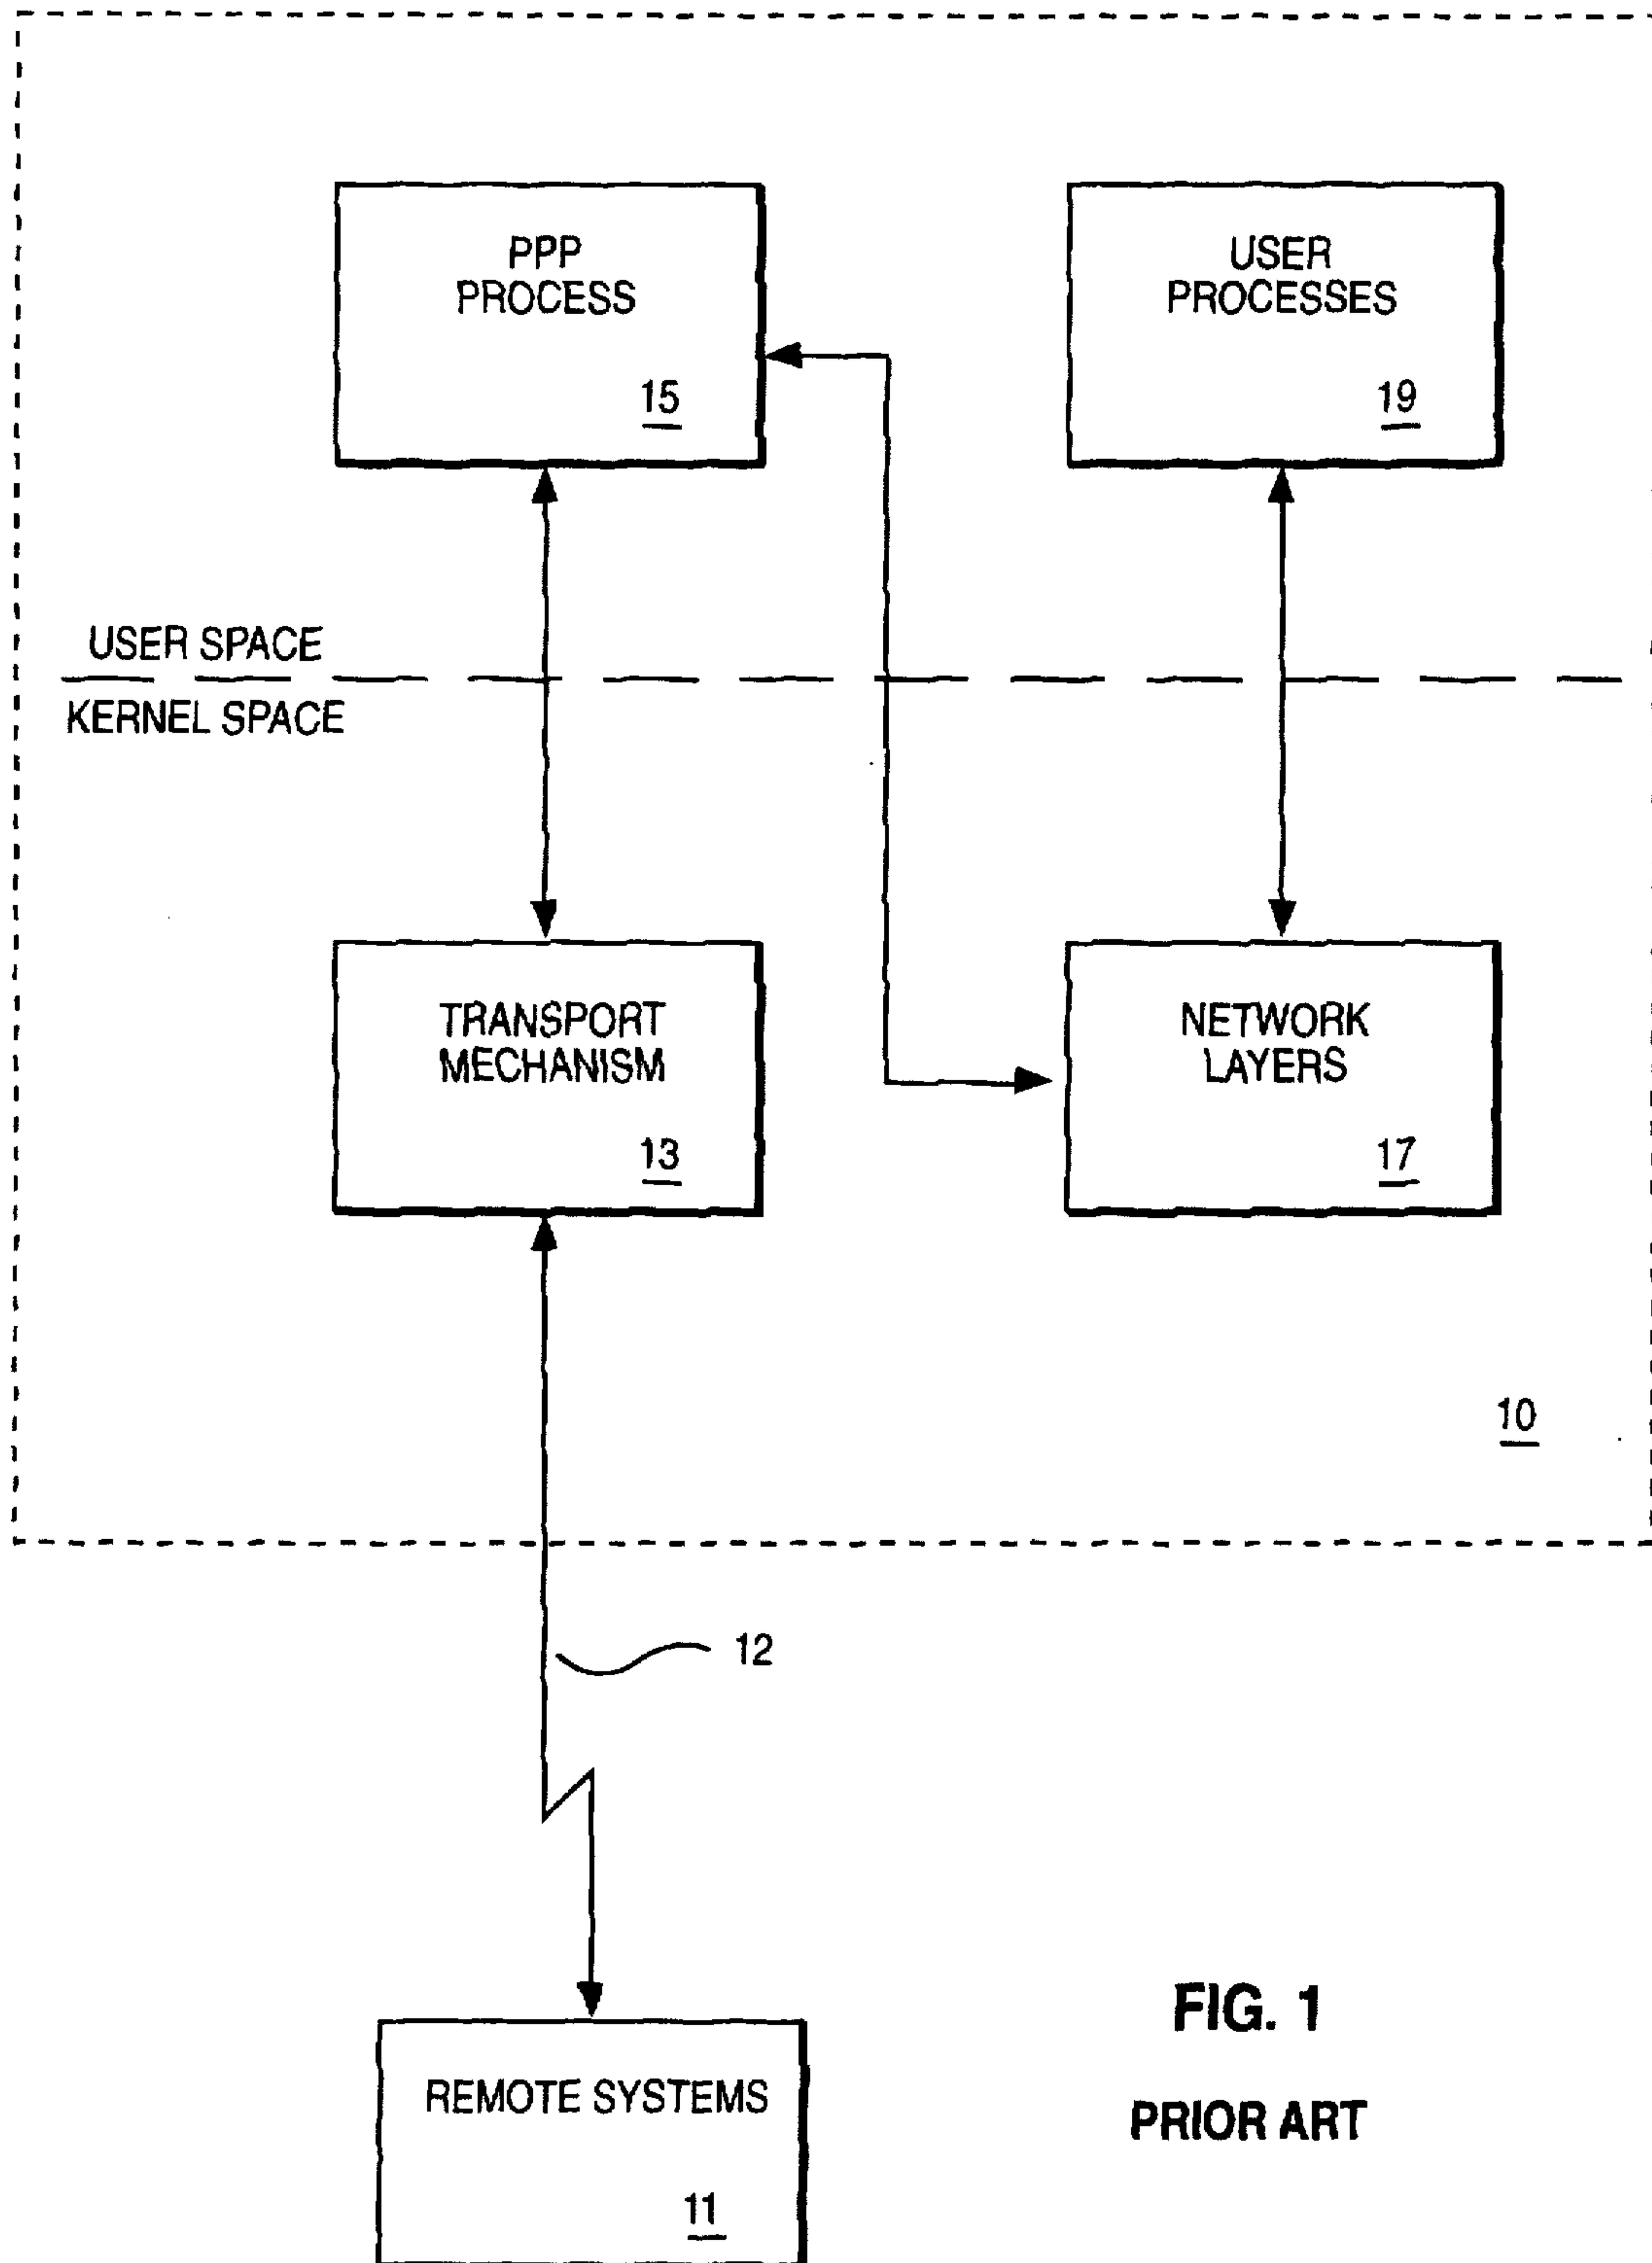 PPP
PROCESS
15
USER
PROCESSES
19
USER SPACE
KERNEL SPACE
TRANSPORT
MECHANISM
13
NETWORK
LAYERS
17
10
12
REMOTE SYSTEMS
11
FIG. 1
PRIOR ART